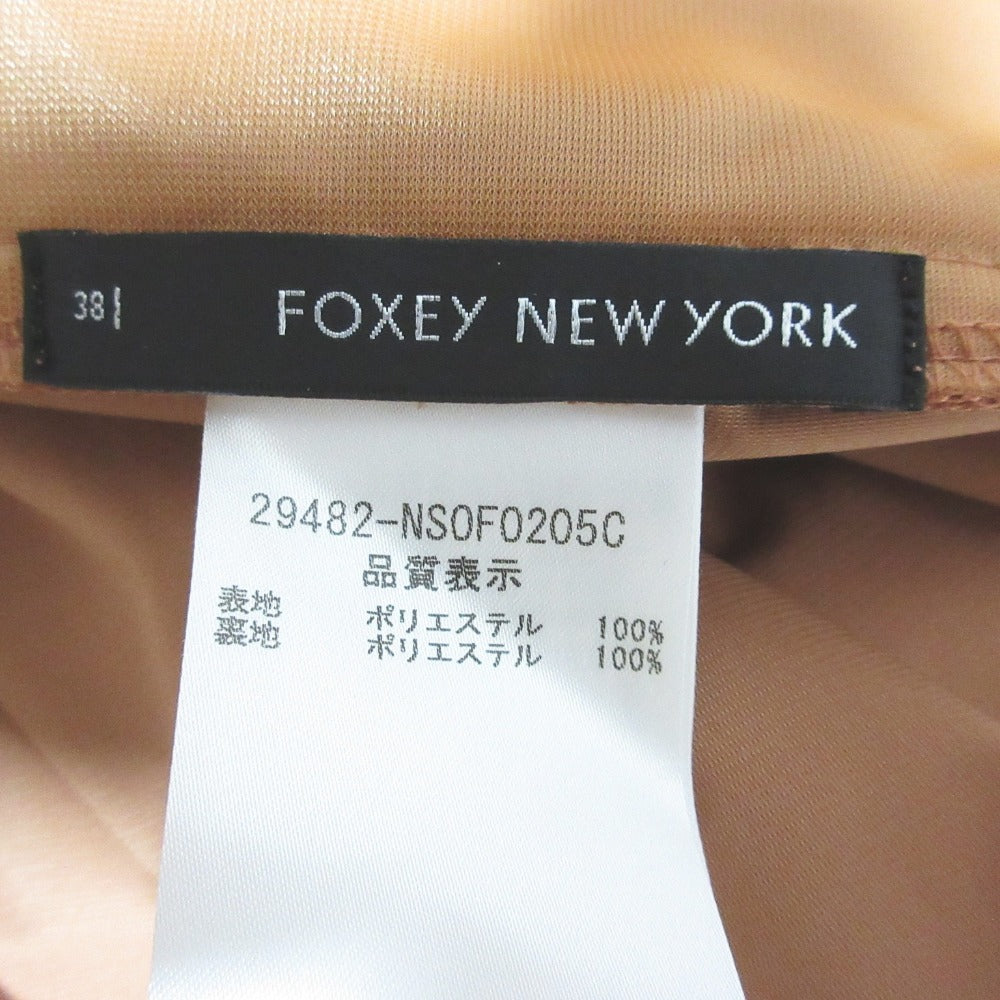 38
FOXEY NEW YORK
29482-NSOF0205C
品質表示
表地 ポリエステル 100%
裏地 ポリエステル 100%